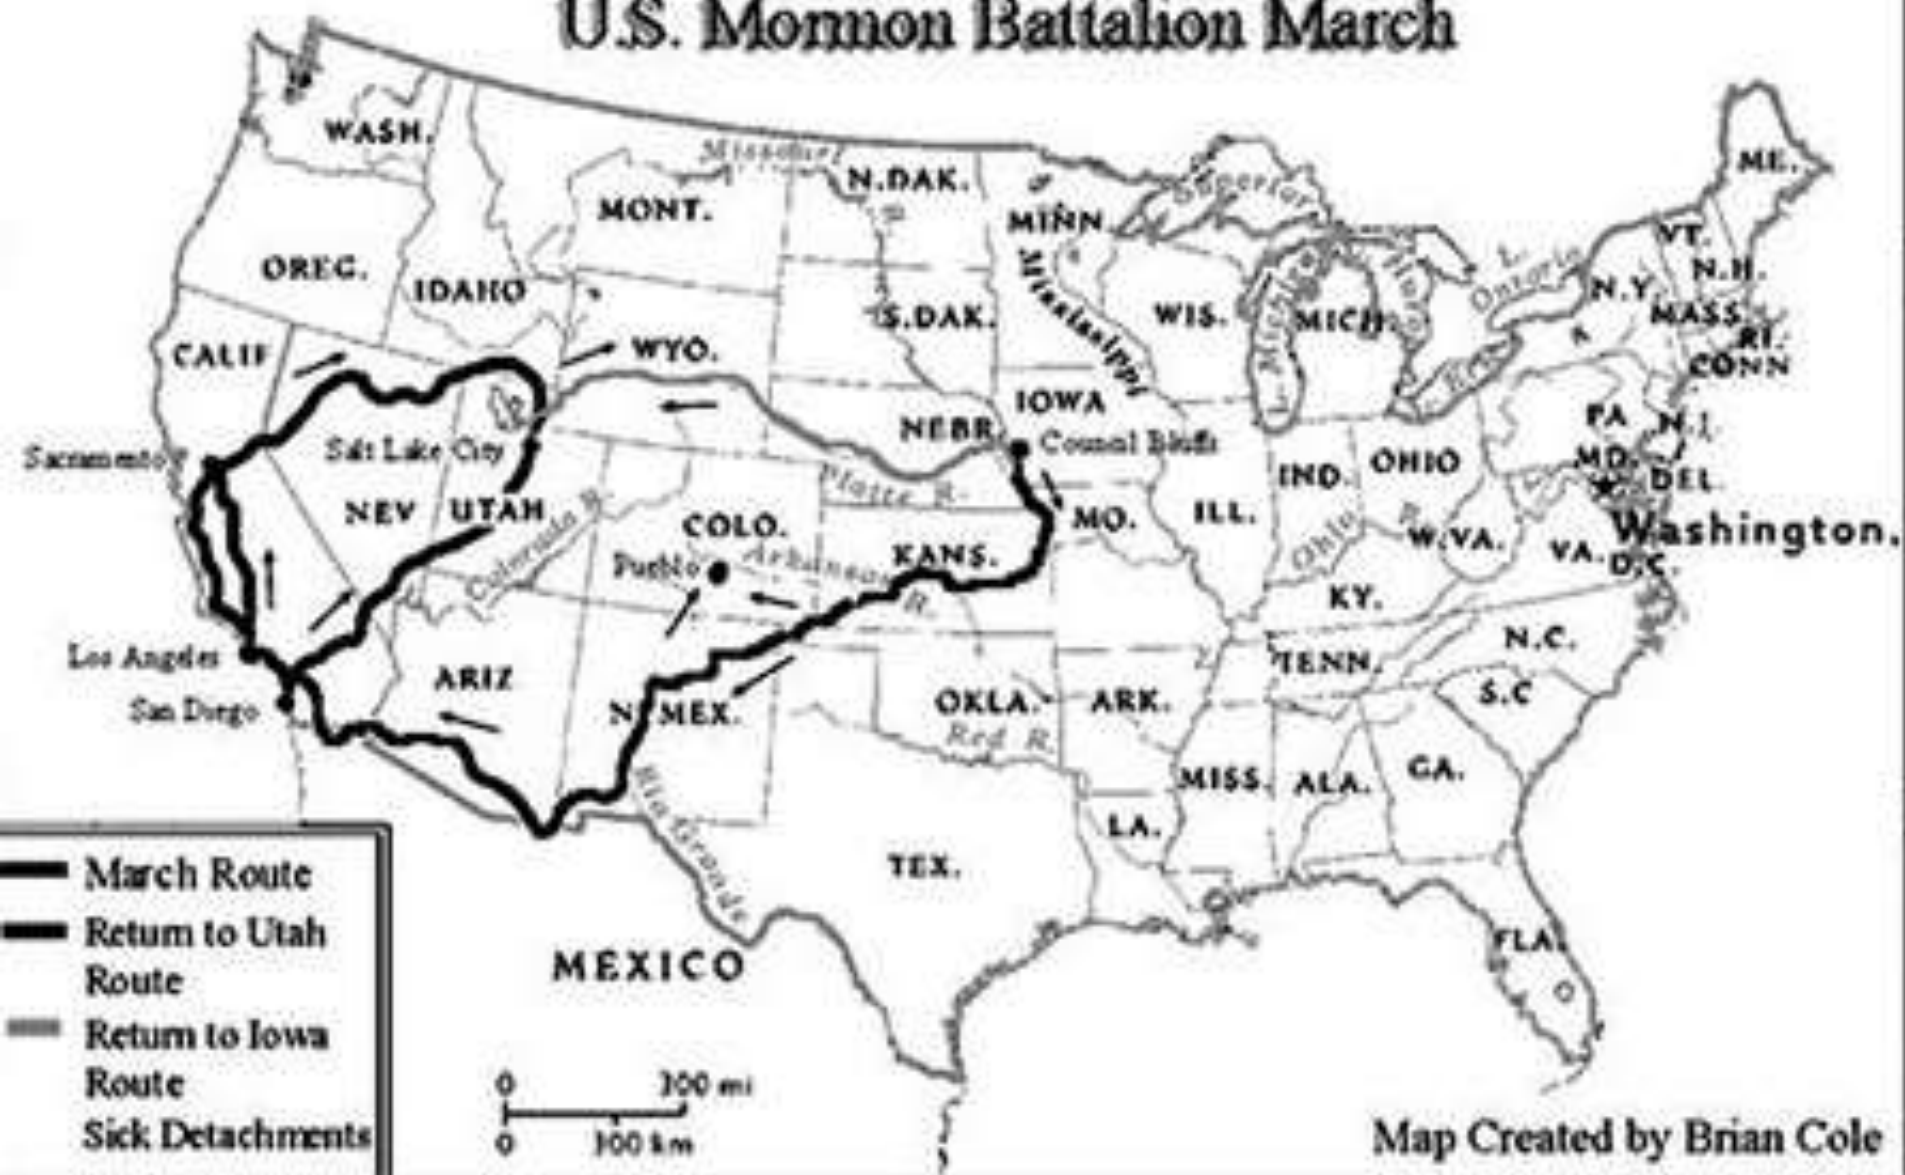 U.S. Mormon Battalion March
WASH.
Missouri
N.DAK.
ME.
MONT.
MINN.
Superior
OREG.
IDAHO
VT.
N.H.
L.
Ontario
N.Y.
Mississippi
S.DAK.
WIS.
L. Michigan
MICH.
MASS.
R.I.
CONN
CALIF
WYO.
IOWA
Erie
NEBR.
Council Bluffs
PA
N.J.
Sacramento
Salt Lake City
Platte R.
IND.
OHIO
MD.
DEL.
NEV
UTAH
Colorado R.
COLO.
MO.
ILL.
Ohio
R.
W.VA.
VA.
Washington,
D.C.
Pueblo
Arkansas
R.
KANS.
KY.
N.C.
Los Angeles
ARIZ
TENN.
San Diego
N. MEX.
OKLA.
ARK.
S.C
Red R.
Rio Grande
MISS.
ALA.
GA.
LA.
TEX.
FLA.
MEXICO
March Route
Return to Utah
Route
Return to Iowa
Route
Sick Detachments
0 300 mi
0 300 km
Map Created by Brian Cole